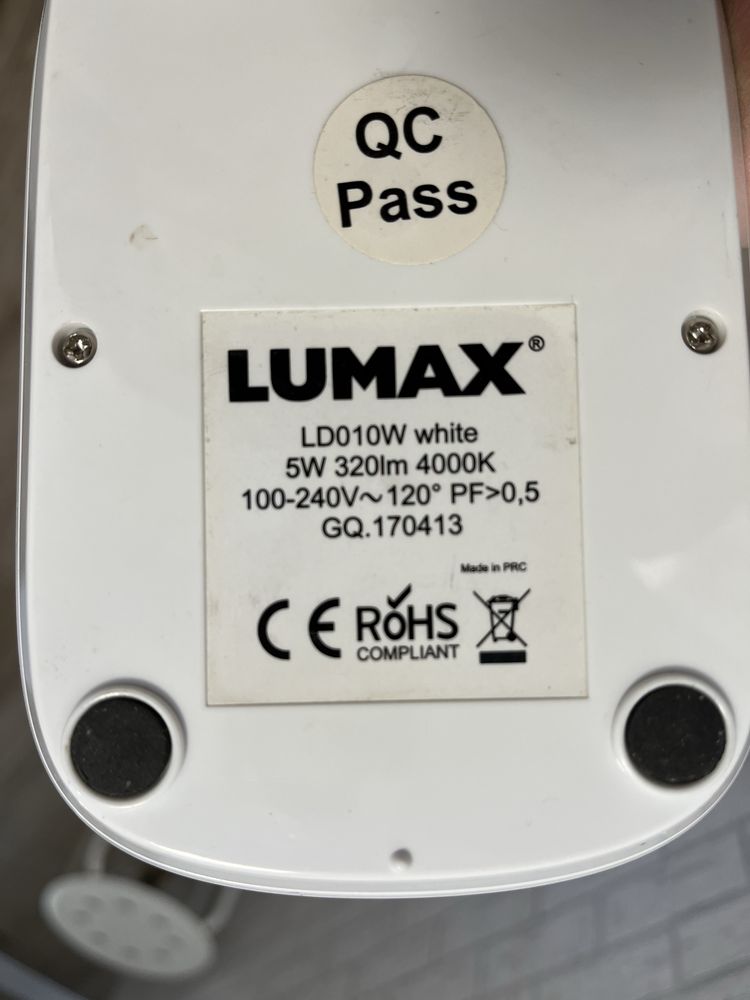 QC
Pass
LUMAX®
LD010W white
5W 320lm 4000K
100-240V~120° PF>0,5
GQ.170413
Made in PRC
CE RoHS
COMPLIANT